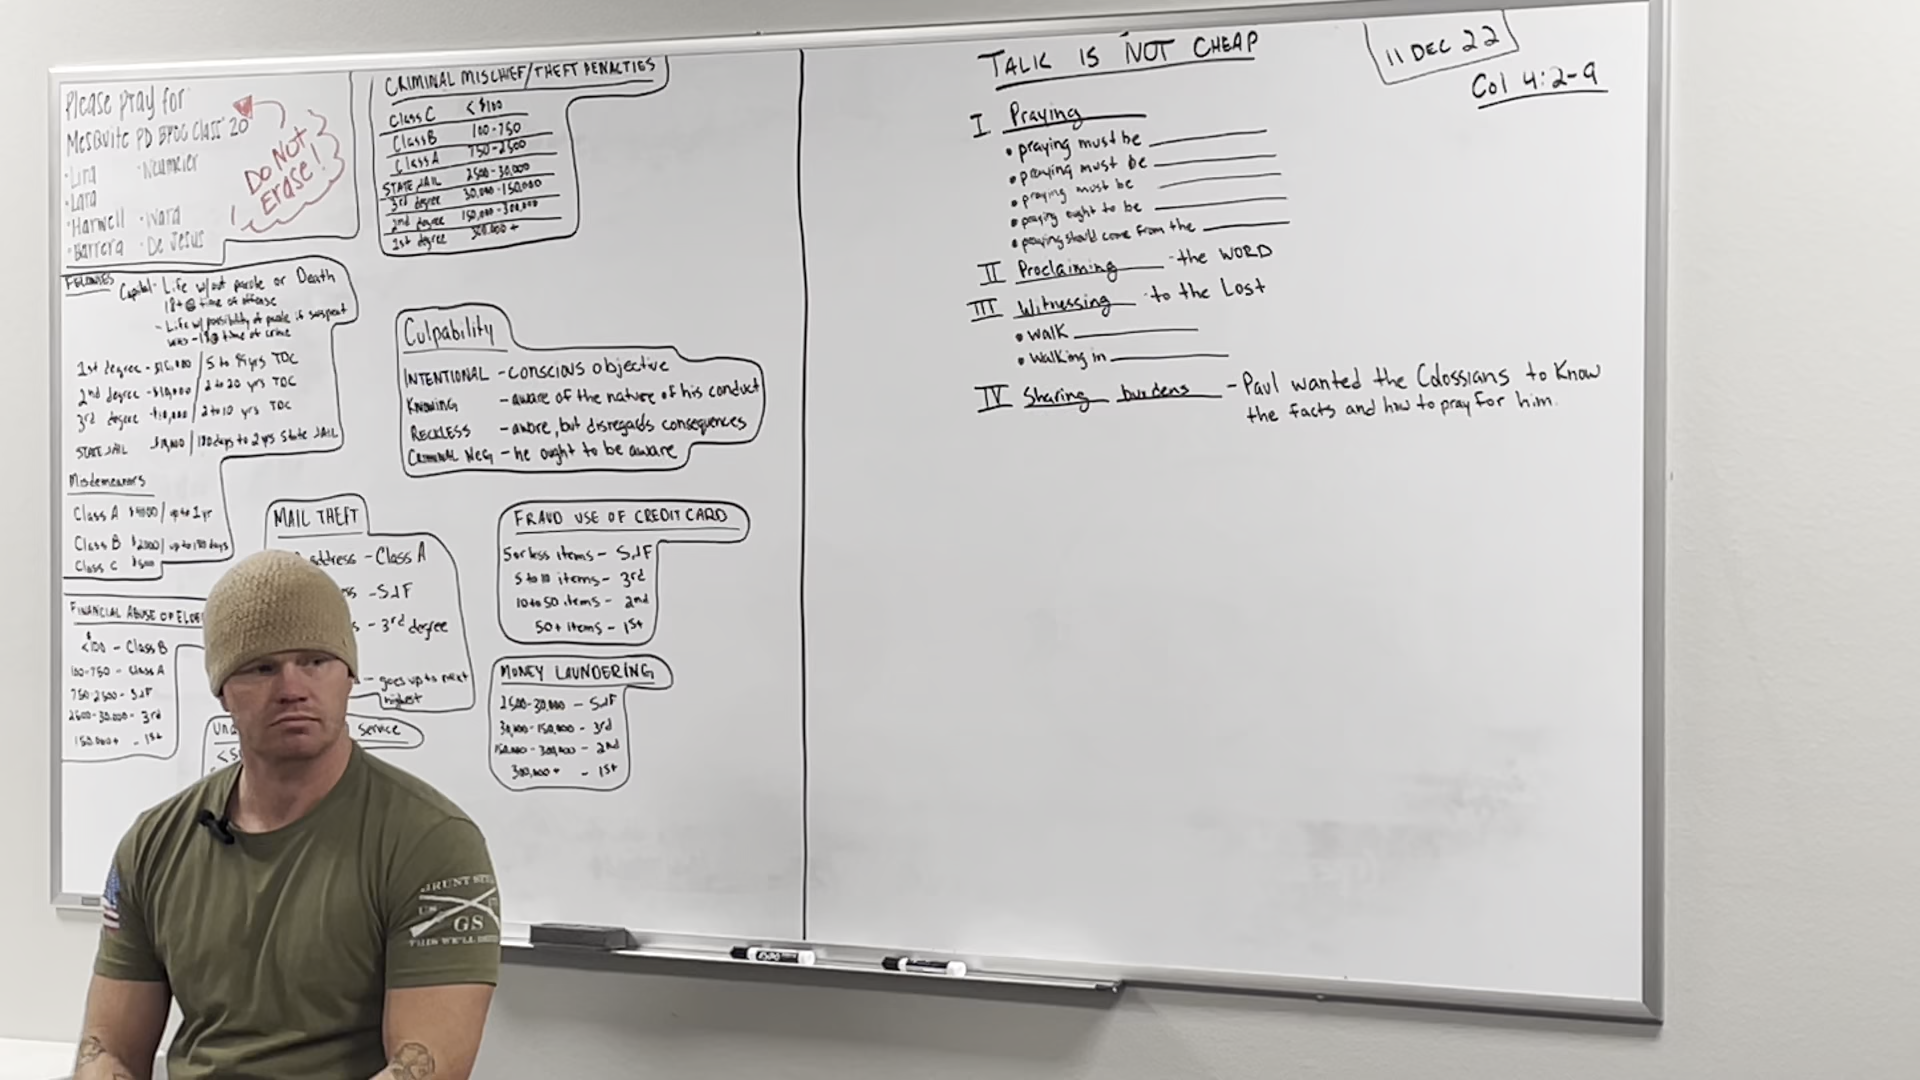 Please pray for
Mesquite PD BPOC Class 20
DO NOT
Erase!
• Lira • Neumeier
• Lara
• Harwell • Ward
• Barrera • De Jesus
CRIMINAL MISCHIEF/THEFT PENALTIES
Class C < $100
Class B 100-750
Class A 750-2500
STATE JAIL 2500-30,000
3rd degree 30,000-150,000
2nd degree 150,000-300,000
1st degree 300,000+
FELONIES
Capital- Life w/out parole or Death
18+ @ time of offense
- Life w/ possibility of parole if suspect
was -18 @ time of crime
1st degree - $10,000 / 5 to 99 yrs TDC
2nd degree - $10,000 / 2 to 20 yrs TDC
3rd degree - $10,000 / 2 to 10 yrs TDC
STATE JAIL $10,000 / 180 days to 2 yrs State JAIL
Misdemeanors
Class A $4000 / up to 1 yr
Class B $2000 / up to 180 days
Class C $500
Culpability
INTENTIONAL - conscious objective
KNOWING - aware of the nature of his conduct
RECKLESS - aware, but disregards consequences
CRIMINAL NEG - he ought to be aware
MAIL THEFT
address - Class A
- SJF
- 3rd degree
- goes up to next
highest
FRAUD USE OF CREDIT CARD
5 or less items - SJF
5 to 10 items - 3rd
10 to 50 items - 2nd
50+ items - 1st
FINANCIAL ABUSE OF
<$100 - Class B
100-750 - Class A
750-2500 - SJF
2500-30,000 - 3rd
150,000+ - 1st
Service
MONEY LAUNDERING
2500-30,000 - SJF
30,000-150,000 - 3rd
150,000-300,000 - 2nd
300,000+ - 1st
TALK IS NOT CHEAP
11 DEC 22
Col 4:2-9
I Praying
• praying must be
• praying must be
• praying must be
• praying ought to be
• praying should come from the
II Proclaiming - the WORD
III Witnessing - to the Lost
• walk
• walking in
IV Sharing burdens - Paul wanted the Colossians to Know
the facts and how to pray for him.
GRUNT
US
GS
THIS WE'LL
EXPO